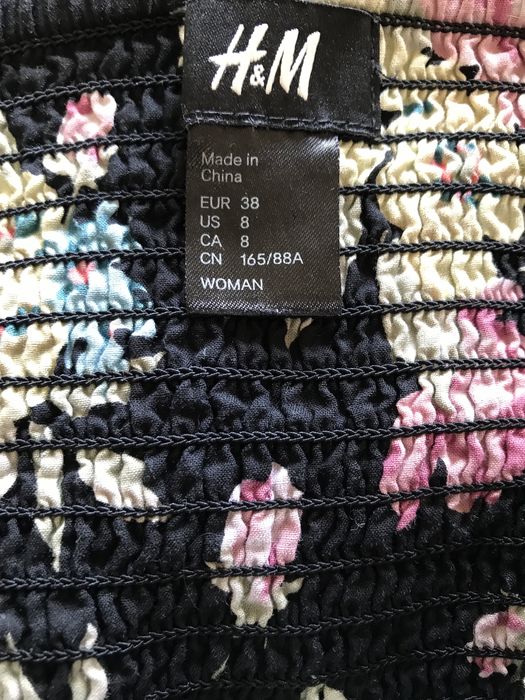 H&M
Made in
China
EUR 38
US 8
CA 8
CN 165/88A
WOMAN